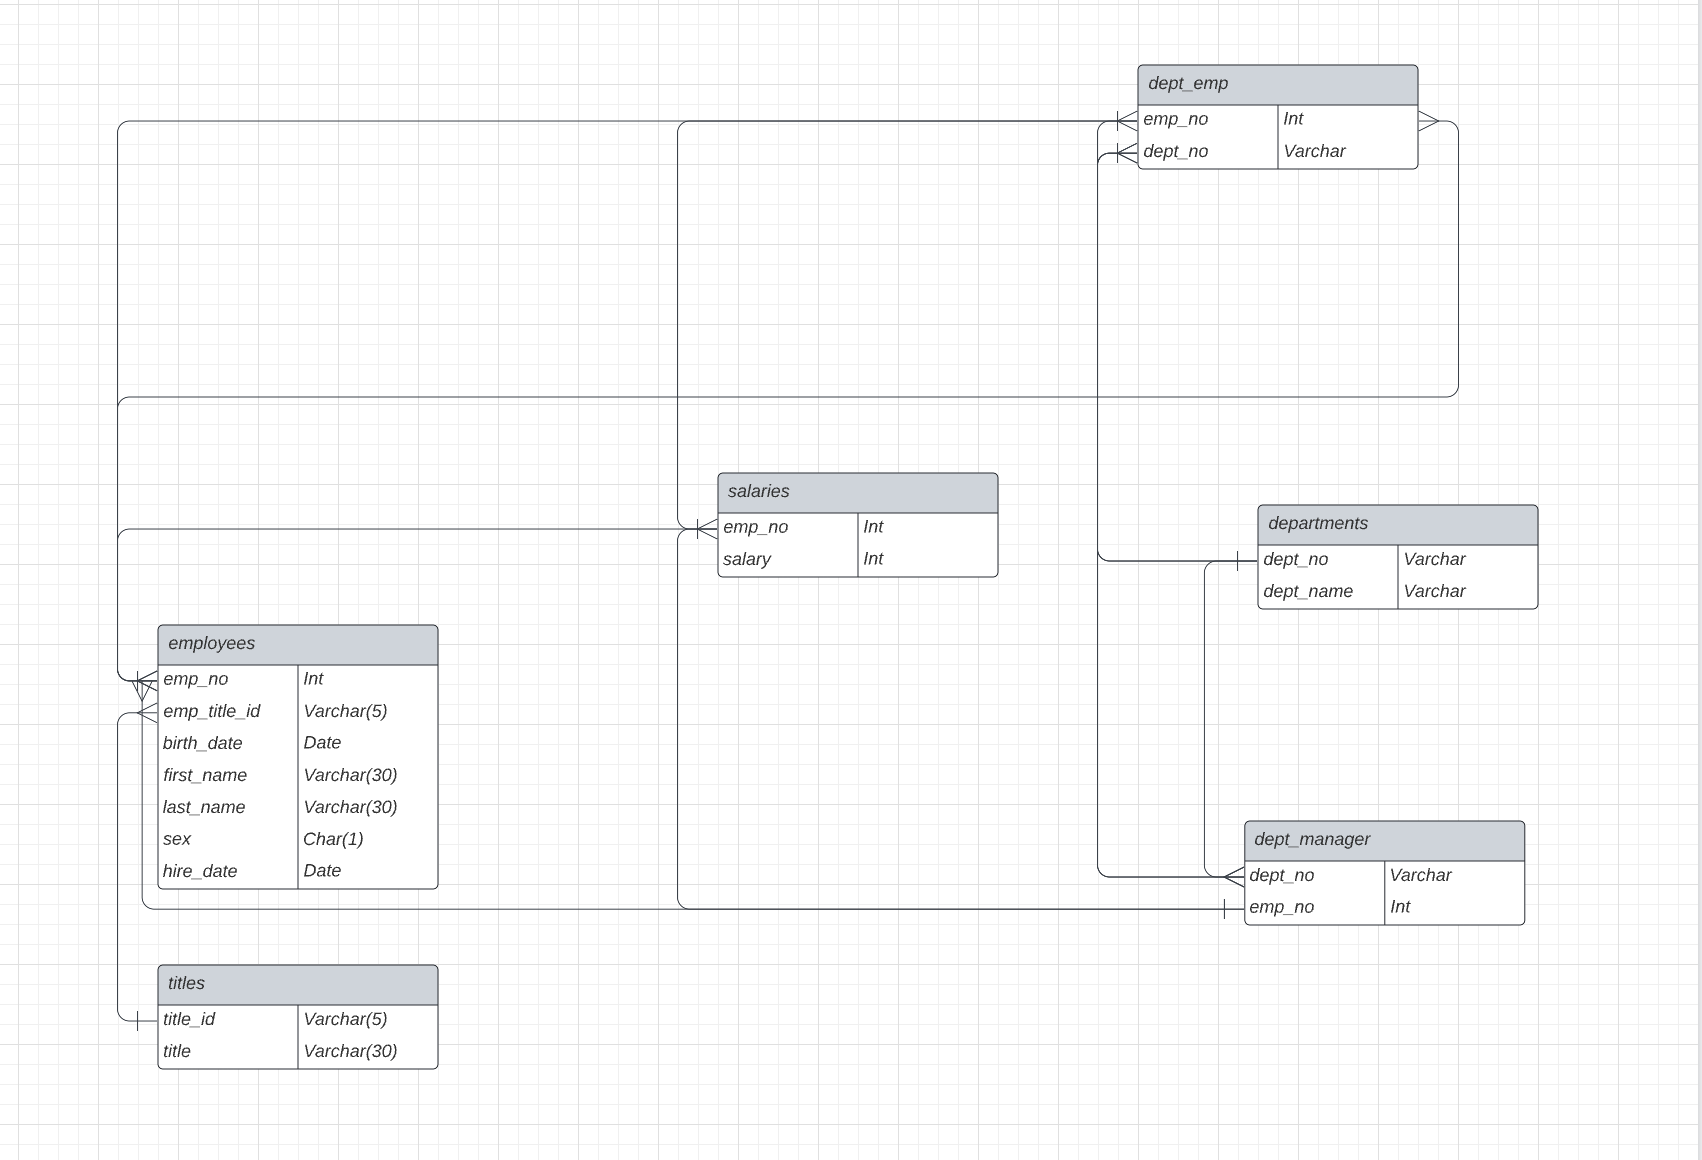 dept_emp
emp_no Int
dept_no Varchar
salaries
emp_no Int
salary Int
departments
dept_no Varchar
dept_name Varchar
employees
emp_no Int
emp_title_id Varchar(5)
birth_date Date
first_name Varchar(30)
last_name Varchar(30)
sex Char(1)
hire_date Date
dept_manager
dept_no Varchar
emp_no Int
titles
title_id Varchar(5)
title Varchar(30)